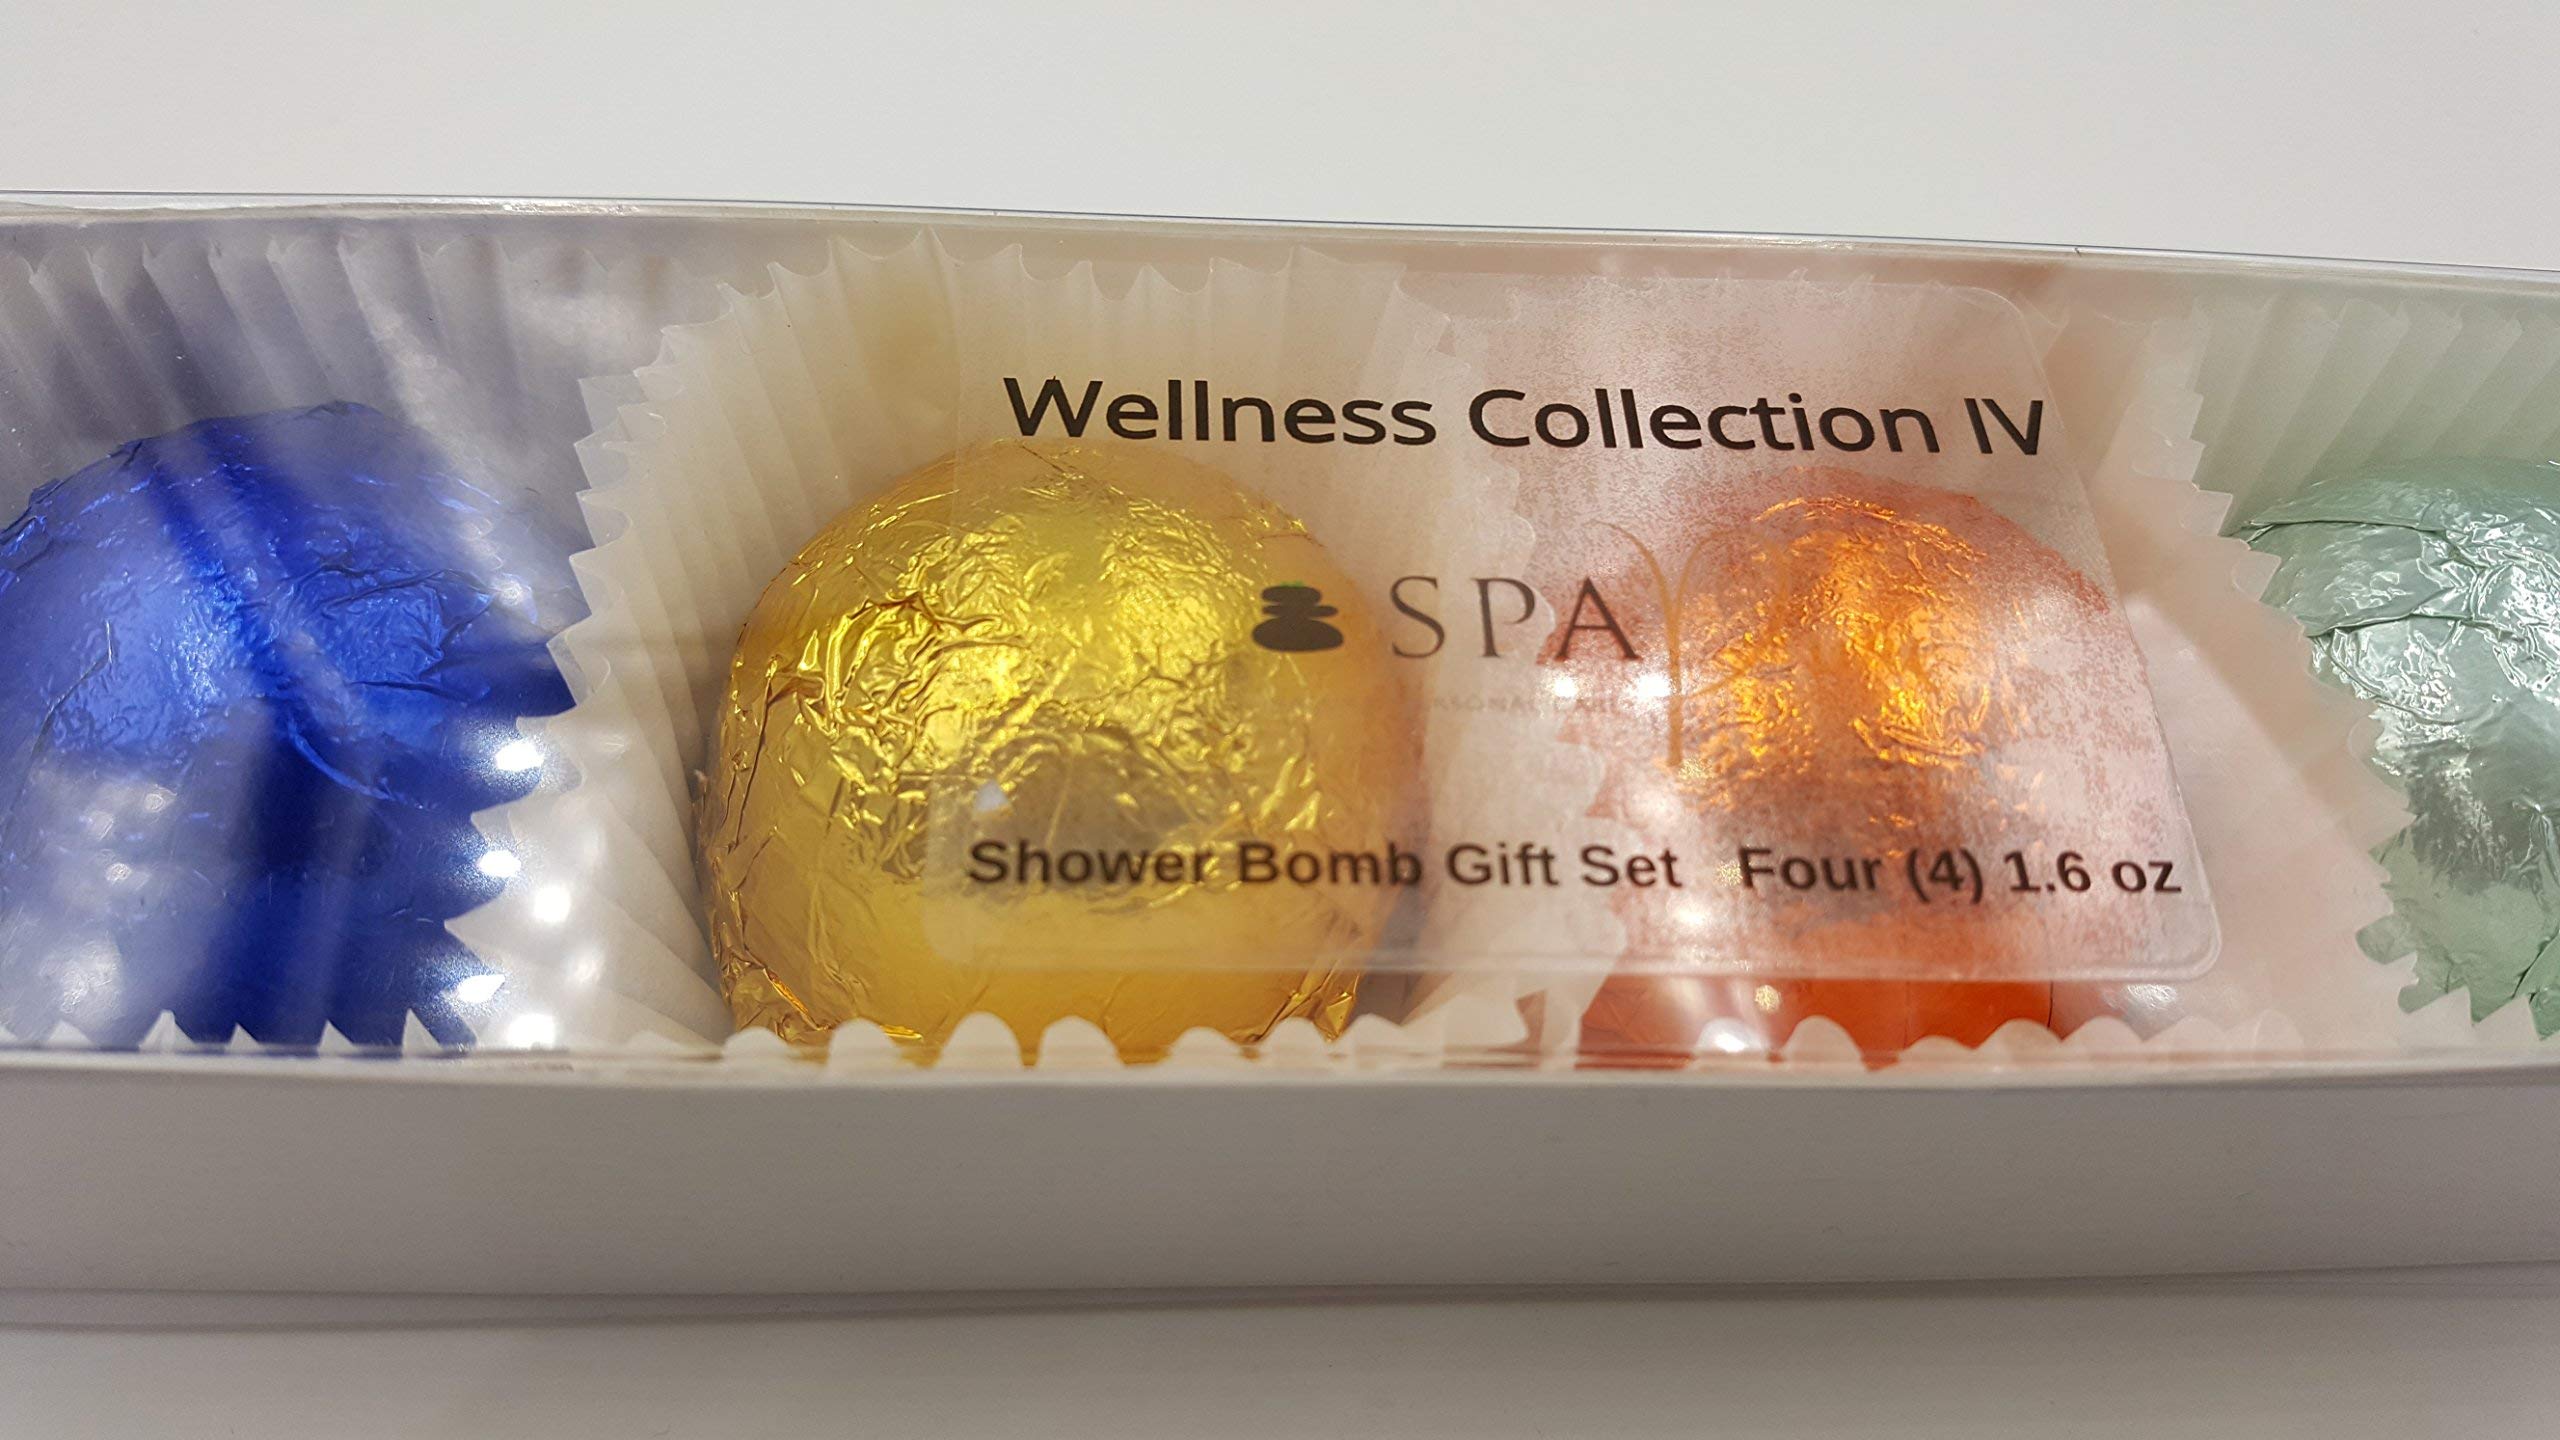 Wellness Collection IV
SPA
Shower Bomb Gift Set Four (4) 1.6 oz